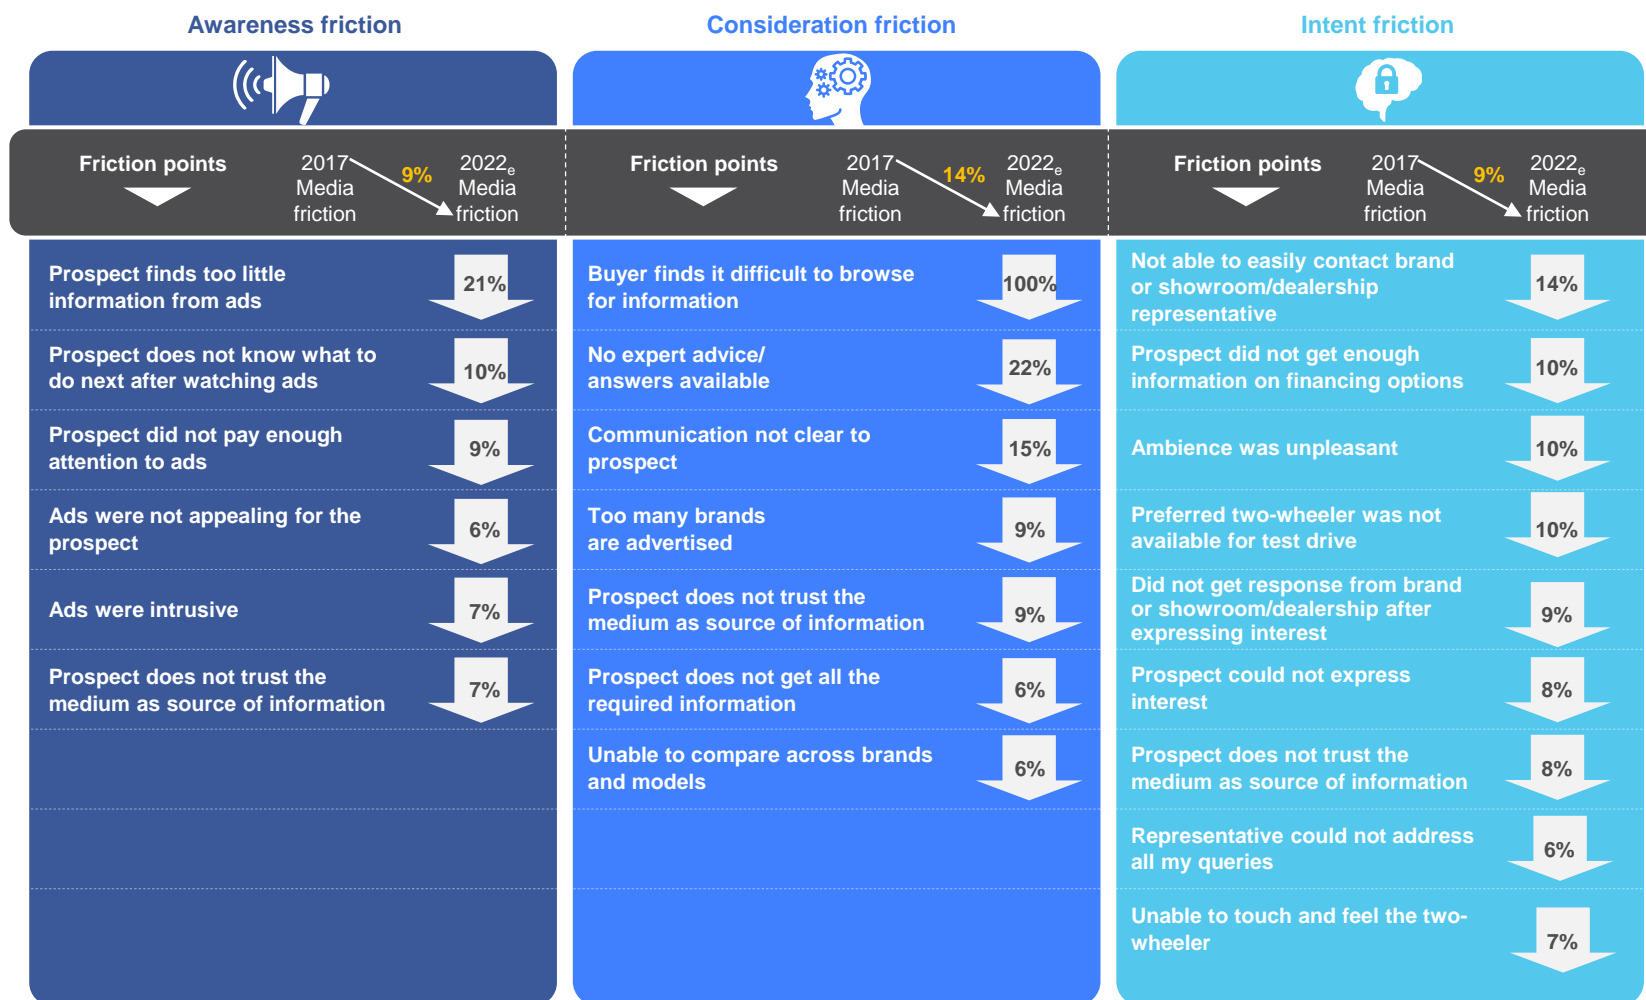 Awareness friction
Friction points
2017
Media
friction
9%
2022e
Media
friction
Prospect finds too little
information from ads
21%
Prospect does not know what to
do next after watching ads
10%
Prospect did not pay enough
attention to ads
9%
Ads were not appealing for the
prospect
6%
Ads were intrusive
7%
Prospect does not trust the
medium as source of information
7%
Consideration friction
Friction points
2017
Media
friction
14%
2022e
Media
friction
Buyer finds it difficult to browse
for information
100%
No expert advice/
answers available
22%
Communication not clear to
prospect
15%
Too many brands
are advertised
9%
Prospect does not trust the
medium as source of information
9%
Prospect does not get all the
required information
6%
Unable to compare across brands
and models
6%
Intent friction
Friction points
2017
Media
friction
9%
2022e
Media
friction
Not able to easily contact brand
or showroom/dealership
representative
14%
Prospect did not get enough
information on financing options
10%
Ambience was unpleasant
10%
Preferred two-wheeler was not
available for test drive
10%
Did not get response from brand
or showroom/dealership after
expressing interest
9%
Prospect could not express
interest
8%
Prospect does not trust the
medium as source of information
8%
Representative could not address
all my queries
6%
Unable to touch and feel the two-
wheeler
7%